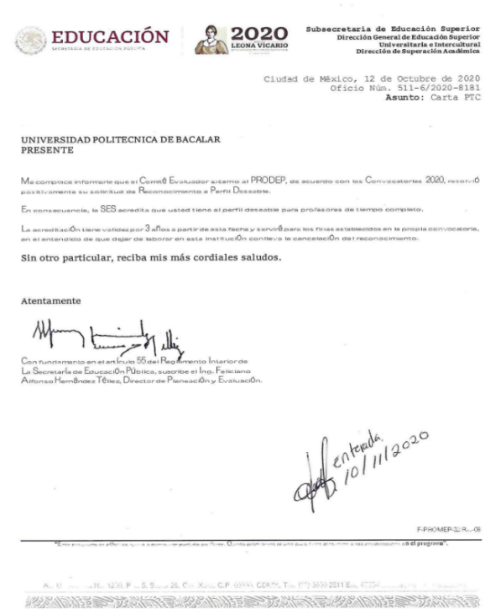 EDUCACIÓN
SECRETARÍA DE EDUCACIÓN PÚBLICA
2020
LEONA VICARIO
Subsecretaria de Educación Superior
Dirección General de Educación Superior
Universitaria e Intercultural
Dirección de Superación Académica
Ciudad de México, 12 de Octubre de 2020
Oficio Núm. 511-6/2020-8181
Asunto: Carta PTC
UNIVERSIDAD POLITECNICA DE BACALAR
PRESENTE
Me complace informarle que el Comité Evaluador externo al PRODEP, de acuerdo con las Convocatorias 2020, resolvió
positivamente su solicitud de Reconocimiento a Perfil Deseable.
En consecuencia, la SES acredita que usted tiene el perfil deseable para profesores de tiempo completo.
La acreditación tiene validez por 3 años a partir de esta fecha y servirá para los fines establecidos en la propia convocatoria,
en el entendido de que dejar de laborar en esta institución conlleva la cancelación del reconocimiento.
Sin otro particular, reciba mis más cordiales saludos.
Atentamente
Con fundamento en el artículo 55 del Reglamento Interior de
La Secretaría de Educación Pública, suscribe el Ing. Feliciano
Alfonso Hernández Téllez, Director de Planeación y Evaluación.
enterada
10/11/2020